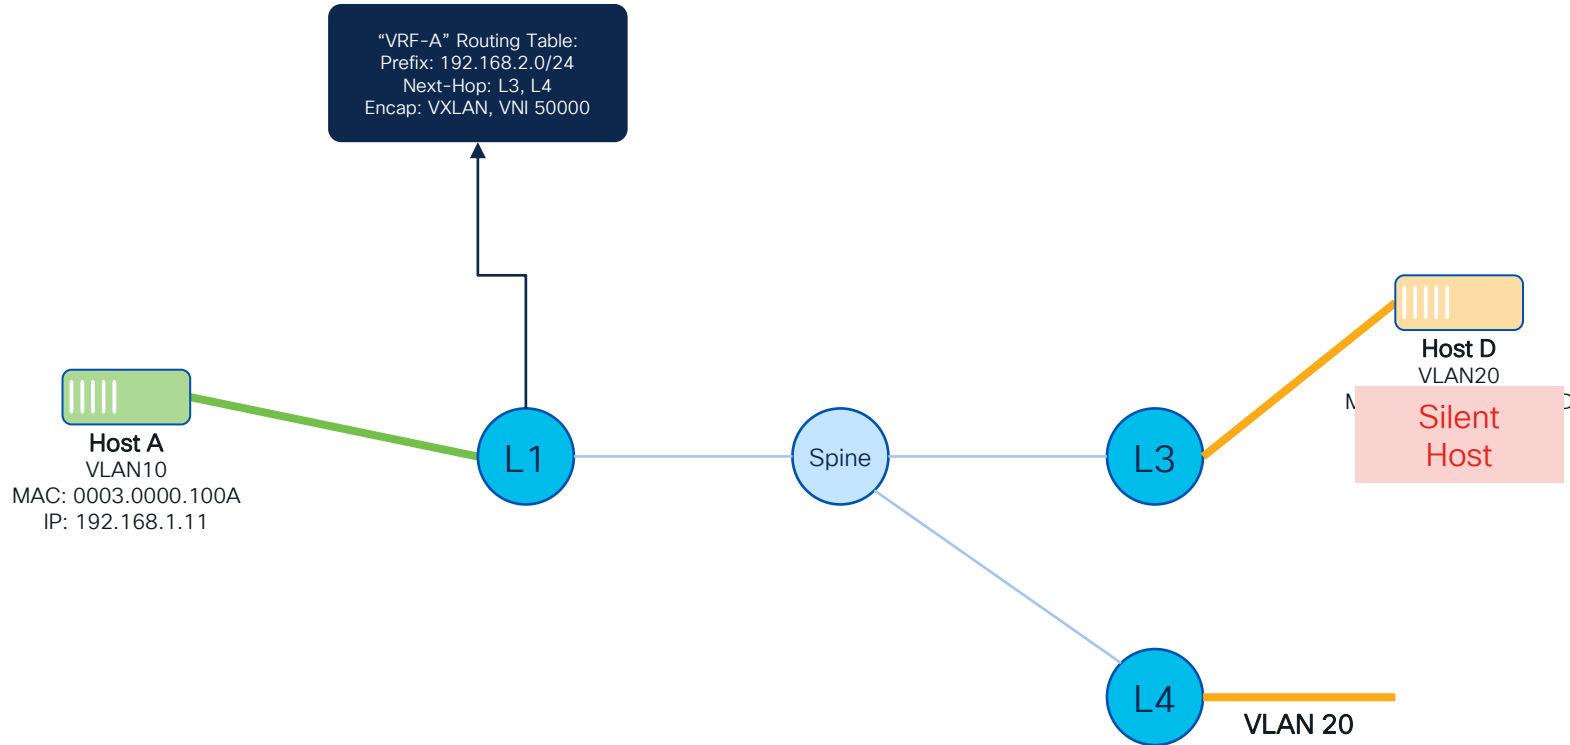 “VRF-A” Routing Table:
Prefix: 192.168.2.0/24
Next-Hop: L3, L4
Encap: VXLAN, VNI 50000
Host A
VLAN10
MAC: 0003.0000.100A
IP: 192.168.1.11
L1
Spine
L3
Host D
VLAN20
Silent
Host
L4
VLAN 20